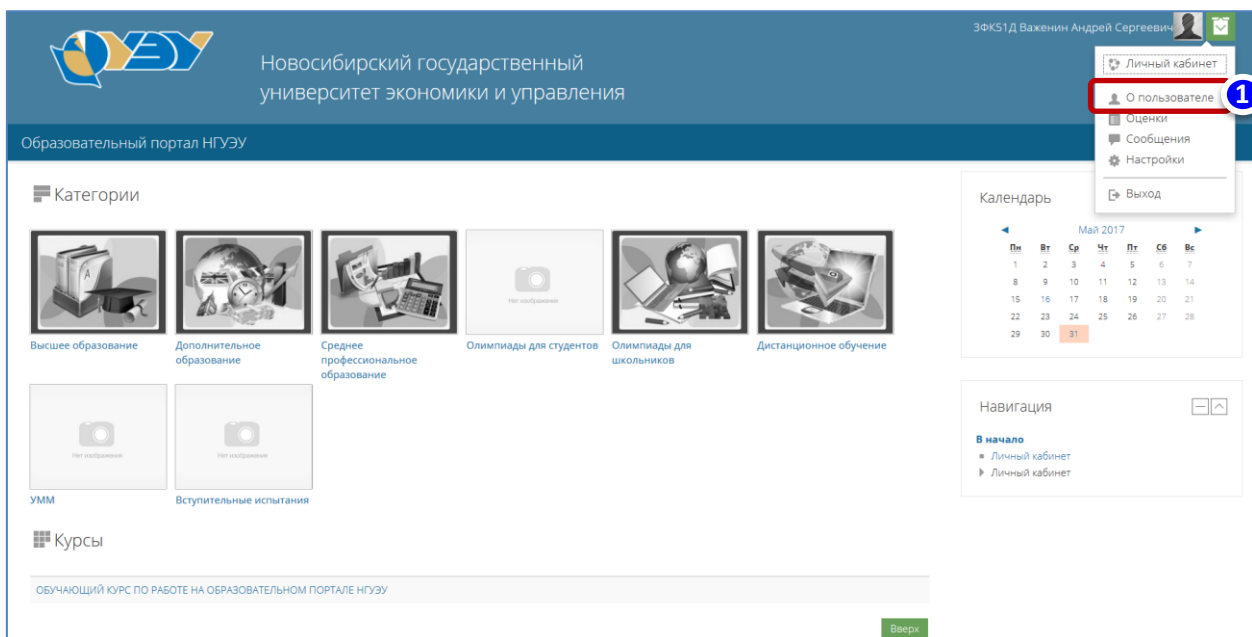 ЗФК51Д Важенин Андрей Сергеевич
НГУЭУ
Новосибирский государственный
университет экономики и управления
Личный кабинет
О пользователе
1
Оценки
Сообщения
Настройки
Выход
Образовательный портал НГУЭУ
Категории
Нет изображения
Высшее образование
Дополнительное
образование
Среднее
профессиональное
образование
Олимпиады для студентов
Олимпиады для
школьников
Дистанционное обучение
Нет изображения
Нет изображения
УММ
Вступительные испытания
Курсы
ОБУЧАЮЩИЙ КУРС ПО РАБОТЕ НА ОБРАЗОВАТЕЛЬНОМ ПОРТАЛЕ НГУЭУ
Вверх
Календарь
◄ Май 2017 ►
Пн Вт Ср Чт Пт Сб Вс
1 2 3 4 5 6 7
8 9 10 11 12 13 14
15 16 17 18 19 20 21
22 23 24 25 26 27 28
29 30 31
Навигация
В начало
Личный кабинет
Личный кабинет